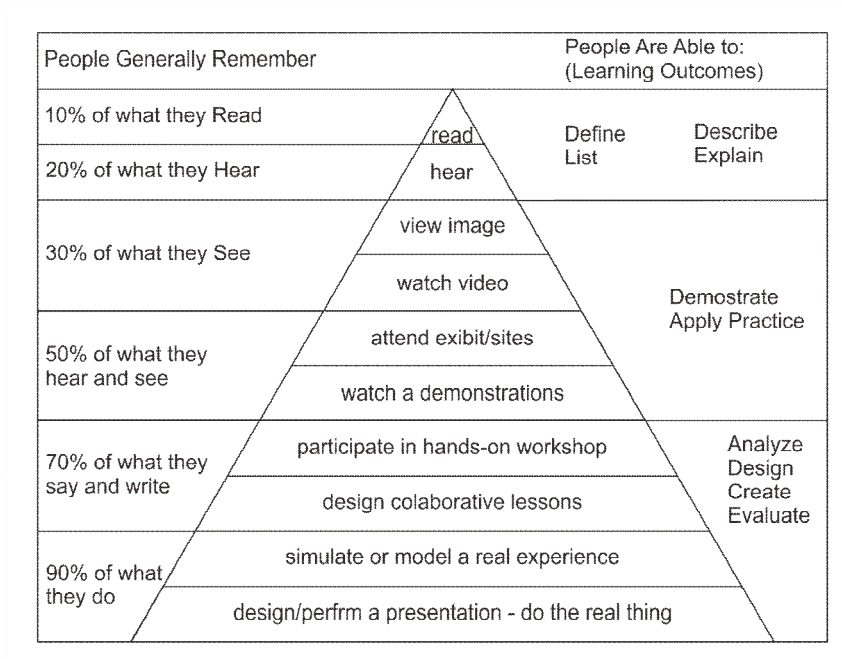 People Generally Remember
People Are Able to:
(Learning Outcomes)
10% of what they Read
read
Define
List
Describe
Explain
20% of what they Hear
hear
30% of what they See
view image
watch video
Demostrate
Apply Practice
50% of what they
hear and see
attend exibit/sites
watch a demonstrations
70% of what they
say and write
participate in hands-on workshop
design colaborative lessons
Analyze
Design
Create
Evaluate
90% of what
they do
simulate or model a real experience
design/perfrm a presentation - do the real thing